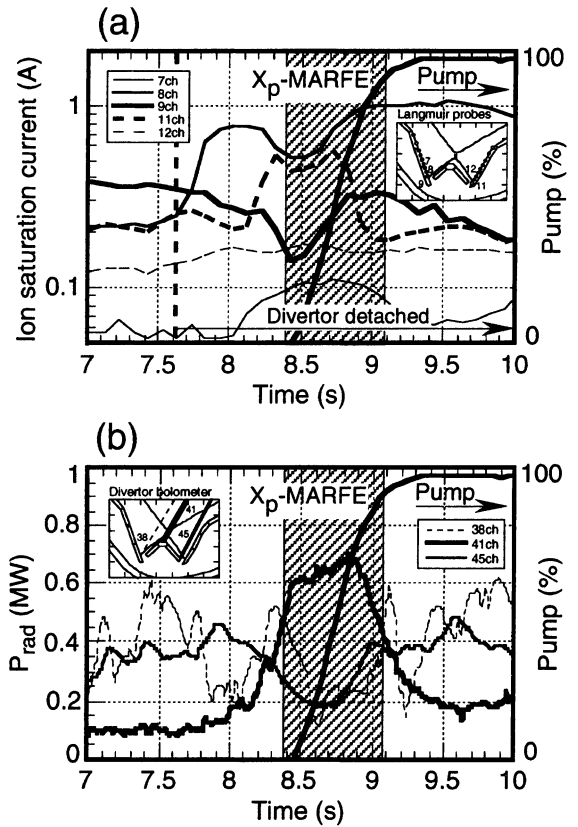 (a)
X_p-MARFE
Pump
100
7ch
8ch
9ch
11ch
12ch
Langmuir probes
7
8
9
12
11
1
0.1
Ion saturation current (A)
Pump (%)
Divertor detached
0
7 7.5 8 8.5 9 9.5 10
Time (s)
(b)
1
X_p-MARFE
Pump
100
Divertor bolometer
41
38
45
38ch
41ch
45ch
0.8
0.6
0.4
0.2
0
P_rad (MW)
Pump (%)
0
7 7.5 8 8.5 9 9.5 10
Time (s)